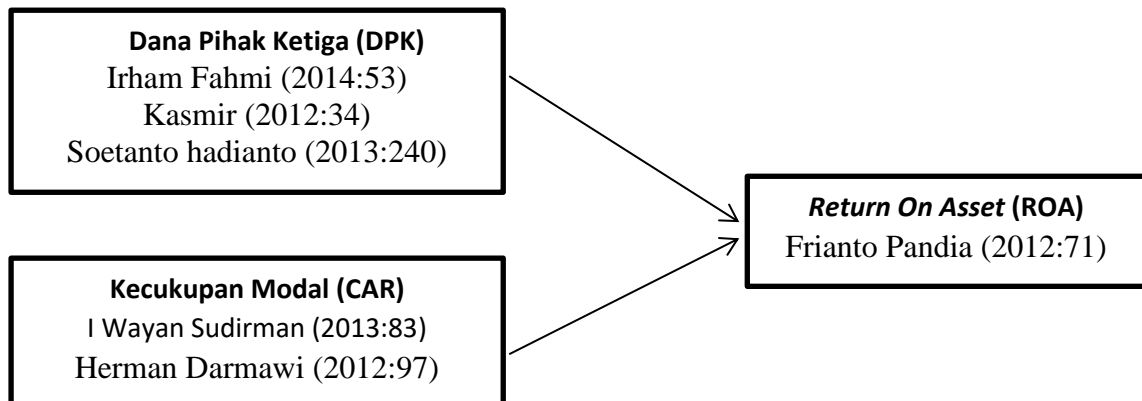 Dana Pihak Ketiga (DPK)
Irham Fahmi (2014:53)
Kasmir (2012:34)
Soetanto hadianto (2013:240)
Return On Asset (ROA)
Frianto Pandia (2012:71)
Kecukupan Modal (CAR)
I Wayan Sudirman (2013:83)
Herman Darmawi (2012:97)